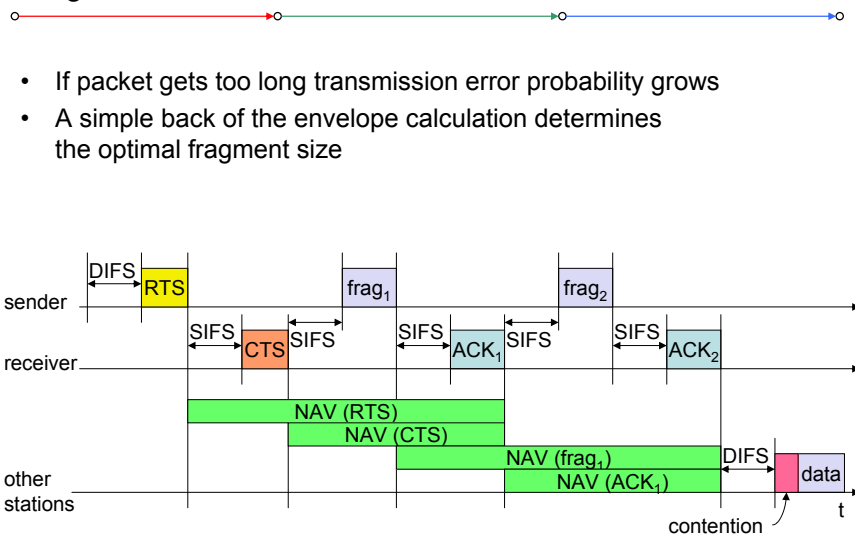 • If packet gets too long transmission error probability grows
• A simple back of the envelope calculation determines
the optimal fragment size
DIFS
RTS
frag₁
frag₂
sender
SIFS
CTS
SIFS
SIFS
ACK₁
SIFS
SIFS
ACK₂
receiver
NAV (RTS)
NAV (CTS)
NAV (frag₁)
NAV (ACK₁)
DIFS
data
other
stations
t
contention